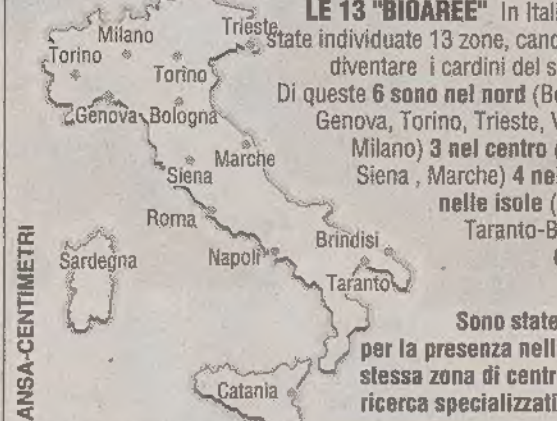 LE 13 "BIOAREE" In Ital
state individuate 13 zone, cand
diventare i cardini del s
Di queste 6 sono nel nord (Bo
Genova, Torino, Trieste, V
Milano) 3 nel centro (
Siena , Marche) 4 ne
nelle isole (
Taranto-B
Sono state
per la presenza nell
stessa zona di centr
ricerca specializzati
Milano
Trieste
Torino
Torino
Genova
Bologna
Marche
Siena
Roma
Brindisi
Sardegna
Napoli
Taranto
Catania
ANSA-CENTIMETRI